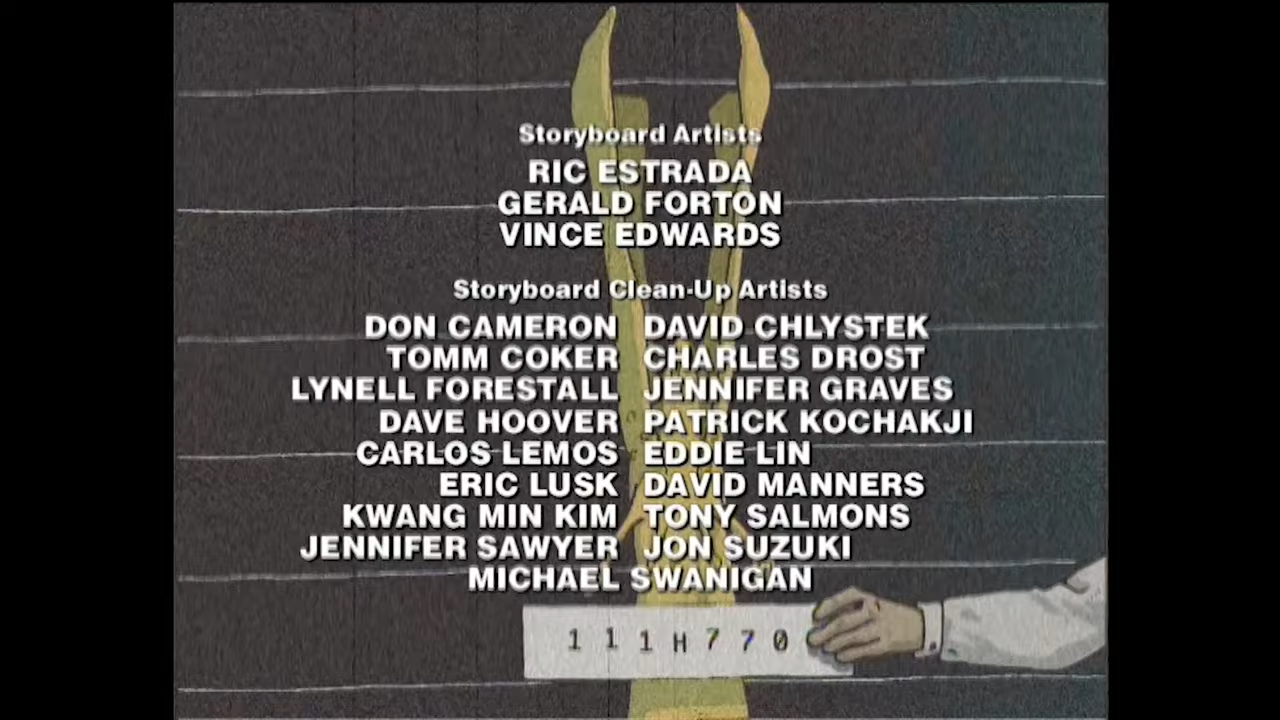 Storyboard Artists
RIC ESTRADA
GERALD FORTON
VINCE EDWARDS
Storyboard Clean-Up Artists
DON CAMERON DAVID CHLYSTEK
TOMM COKER CHARLES DROST
LYNELL FORESTALL JENNIFER GRAVES
DAVE HOOVER PATRICK KOCHAKJI
CARLOS LEMOS EDDIE LIN
ERIC LUSK DAVID MANNERS
KWANG MIN KIM TONY SALMONS
JENNIFER SAWYER JON SUZUKI
MICHAEL SWANIGAN
111H770